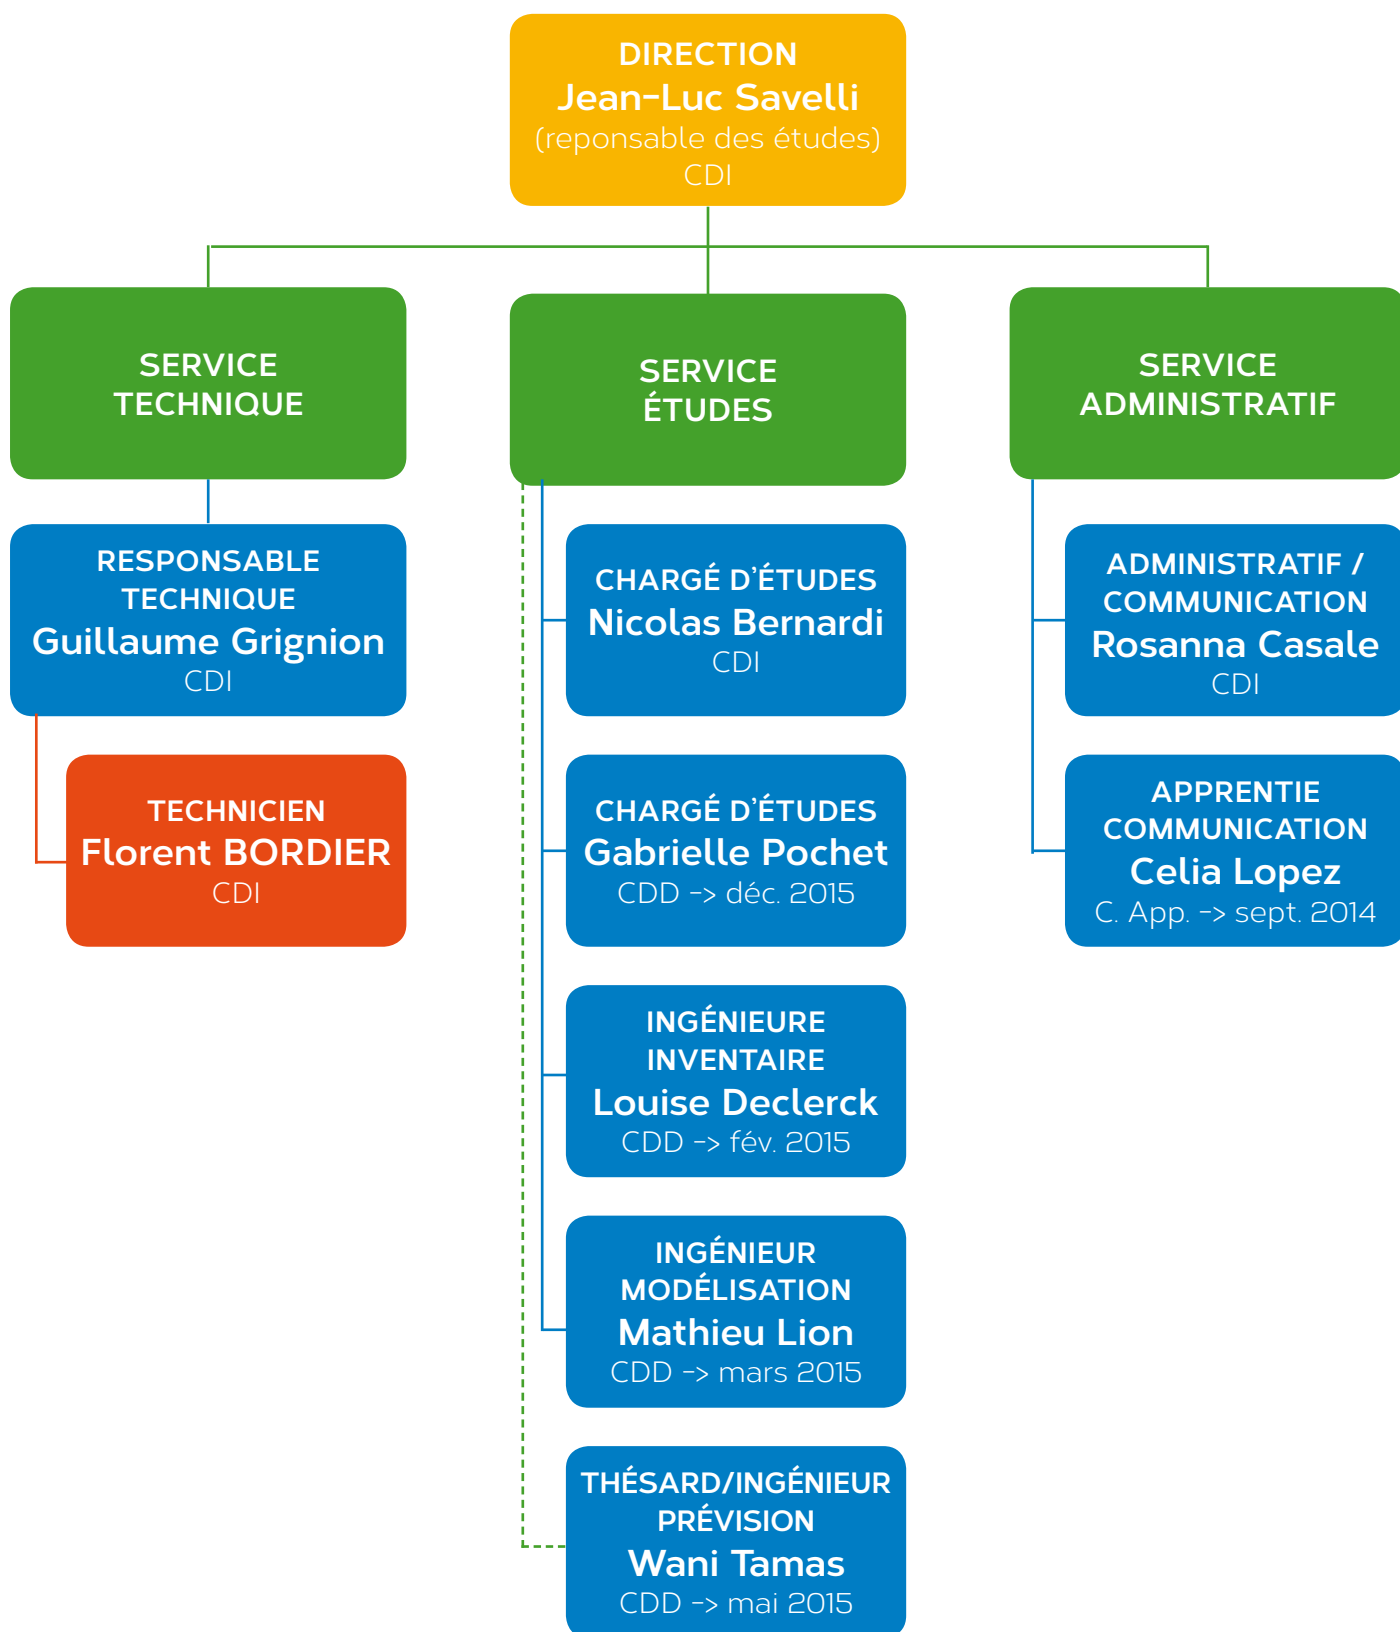 DIRECTION
Jean-Luc Savelli
(reponsable des études)
CDI
SERVICE
TECHNIQUE
SERVICE
ÉTUDES
SERVICE
ADMINISTRATIF
RESPONSABLE
TECHNIQUE
Guillaume Grignion
CDI
TECHNICIEN
Florent BORDIER
CDI
CHARGÉ D'ÉTUDES
Nicolas Bernardi
CDI
CHARGÉ D'ÉTUDES
Gabrielle Pochet
CDD -> déc. 2015
INGÉNIEURE
INVENTAIRE
Louise Declerck
CDD -> fév. 2015
INGÉNIEUR
MODÉLISATION
Mathieu Lion
CDD -> mars 2015
THÉSARD/INGÉNIEUR
PRÉVISION
Wani Tamas
CDD -> mai 2015
ADMINISTRATIF /
COMMUNICATION
Rosanna Casale
CDI
APPRENTIE
COMMUNICATION
Celia Lopez
C. App. -> sept. 2014